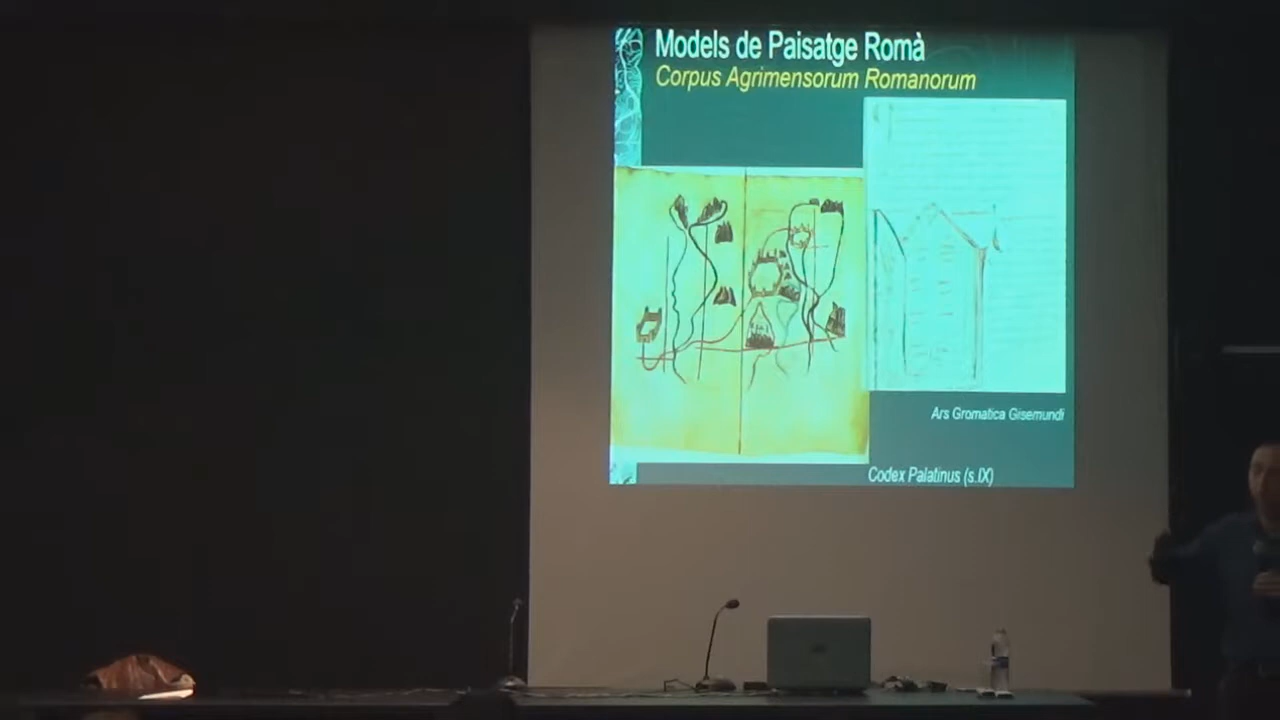 Models de Paisatge Romà
Corpus Agrimensorum Romanorum
Ars Gromatica Gisemundi
Codex Palatinus (s.IX)